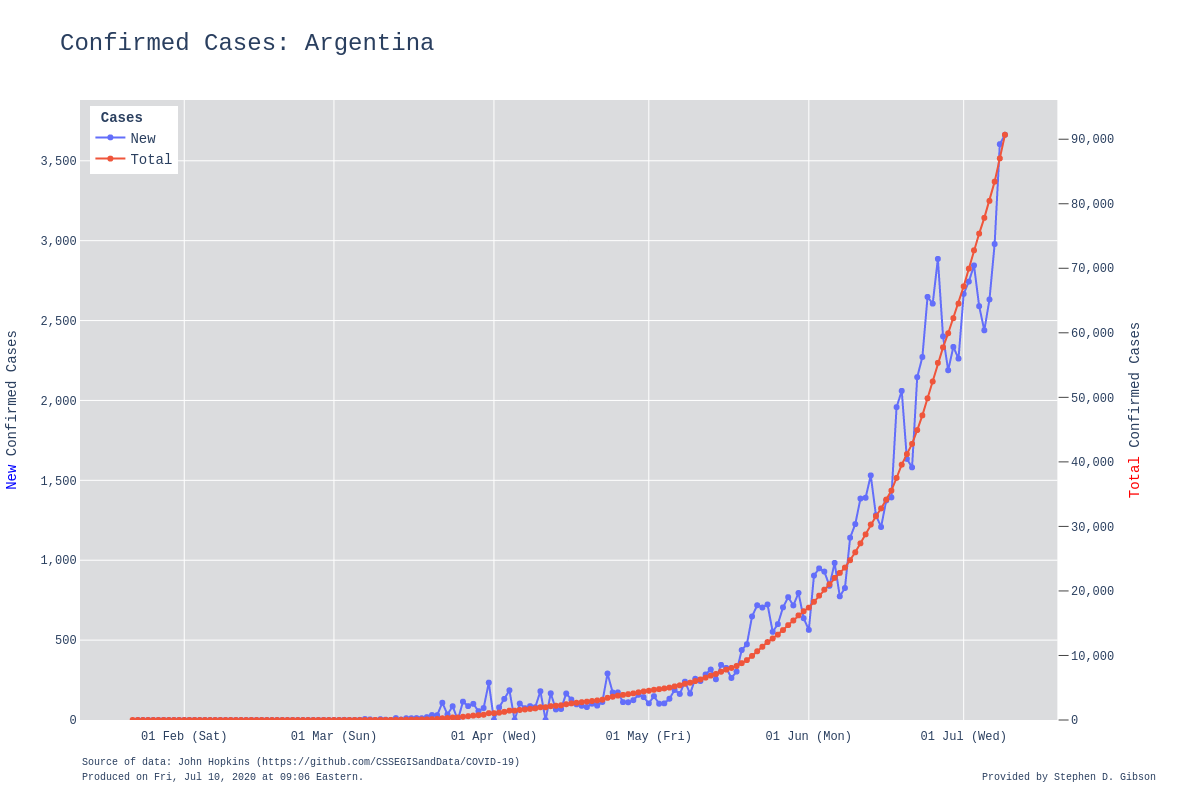 Confirmed Cases: Argentina
Cases
New
Total
3,500
3,000
2,500
2,000
1,500
1,000
500
0
New Confirmed Cases
90,000
80,000
70,000
60,000
50,000
40,000
30,000
20,000
10,000
0
Total Confirmed Cases
01 Feb (Sat)
01 Mar (Sun)
01 Apr (Wed)
01 May (Fri)
01 Jun (Mon)
01 Jul (Wed)
Source of data: John Hopkins (https://github.com/CSSEGISandData/COVID-19)
Produced on Fri, Jul 10, 2020 at 09:06 Eastern.
Provided by Stephen D. Gibson